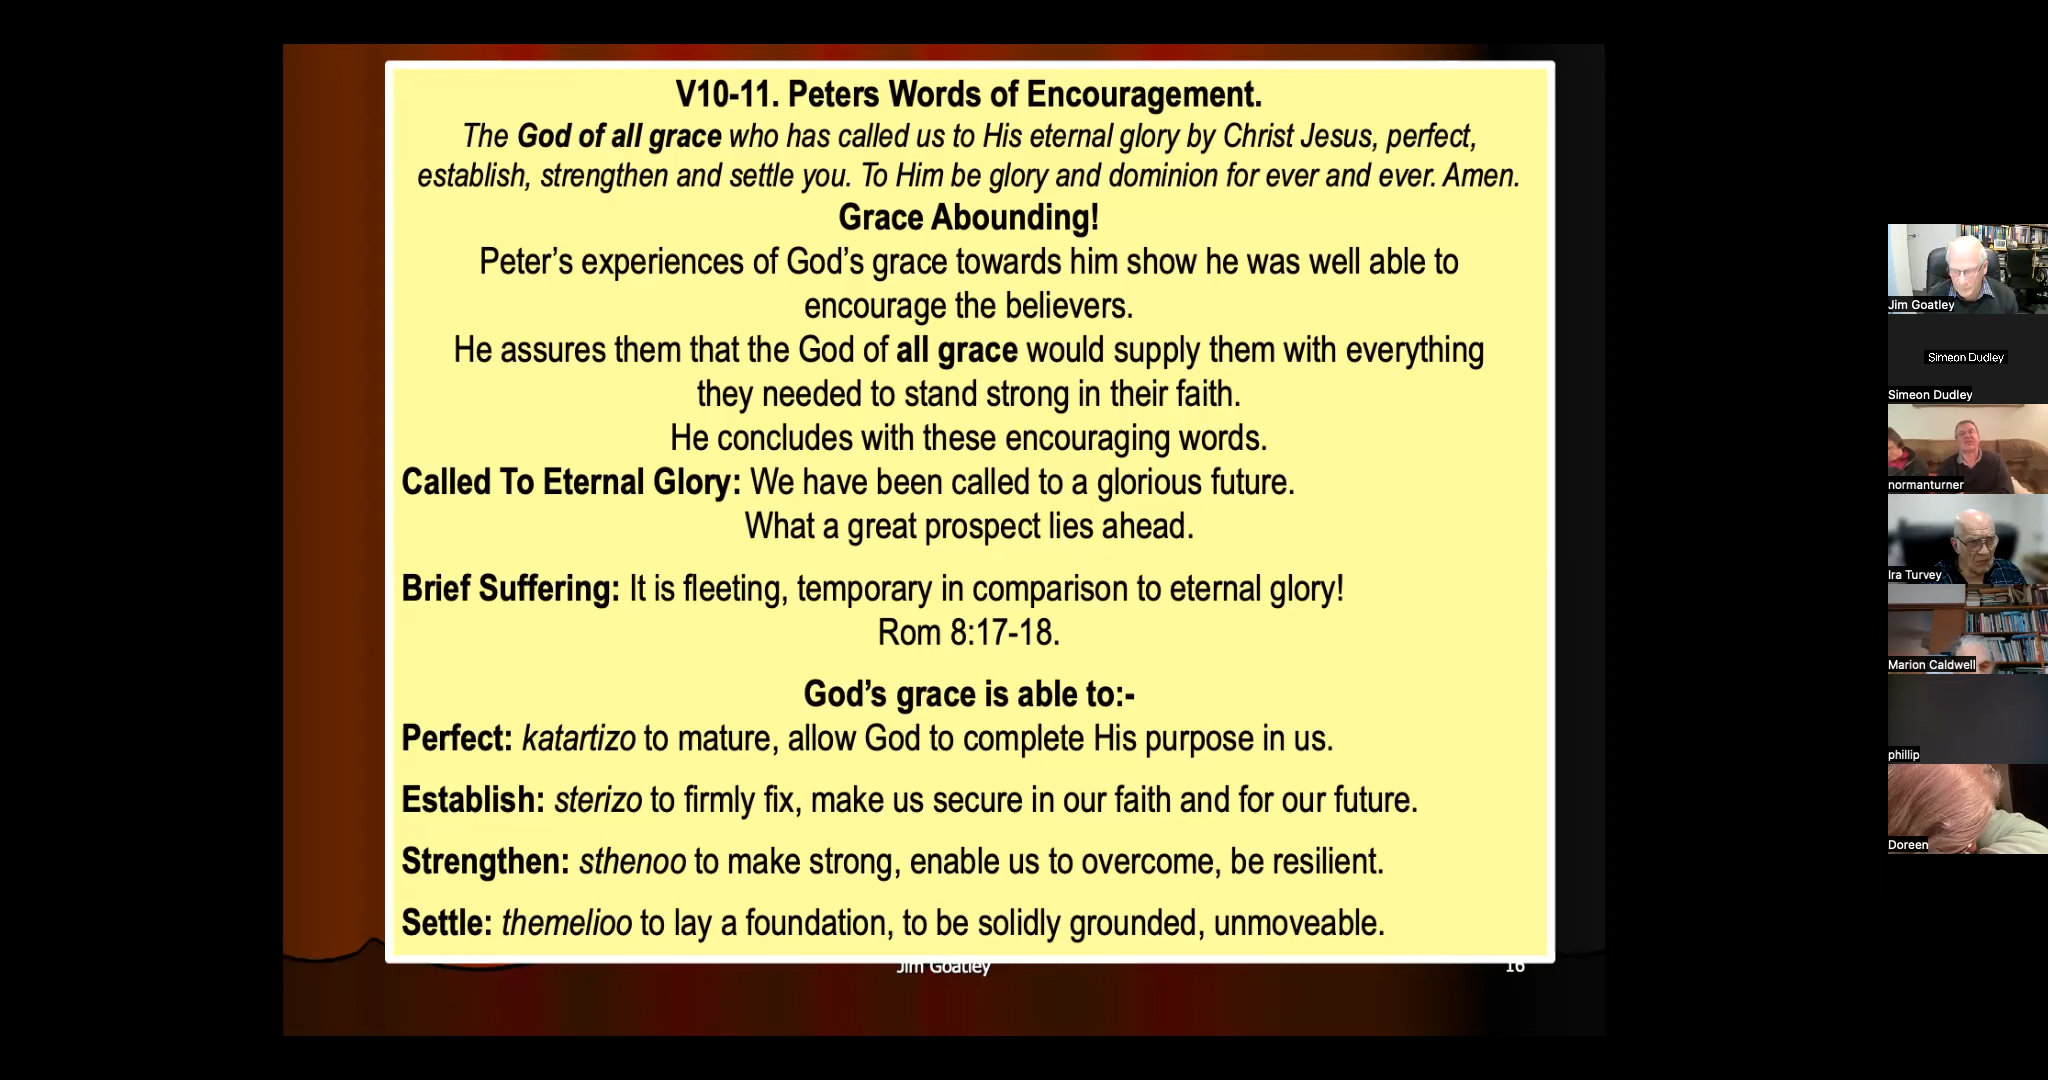 V10-11. Peters Words of Encouragement.
The God of all grace who has called us to His eternal glory by Christ Jesus, perfect,
establish, strengthen and settle you. To Him be glory and dominion for ever and ever. Amen.
Grace Abounding!
Peter’s experiences of God’s grace towards him show he was well able to
encourage the believers.
He assures them that the God of all grace would supply them with everything
they needed to stand strong in their faith.
He concludes with these encouraging words.
Called To Eternal Glory: We have been called to a glorious future.
What a great prospect lies ahead.
Brief Suffering: It is fleeting, temporary in comparison to eternal glory!
Rom 8:17-18.
God’s grace is able to:-
Perfect: katartizo to mature, allow God to complete His purpose in us.
Establish: sterizo to firmly fix, make us secure in our faith and for our future.
Strengthen: sthenoo to make strong, enable us to overcome, be resilient.
Settle: themelioo to lay a foundation, to be solidly grounded, unmoveable.
Jim Goatley
16
Jim Goatley
Simeon Dudley
Simeon Dudley
normanturner
Ira Turvey
Marion Caldwell
phillip
Doreen